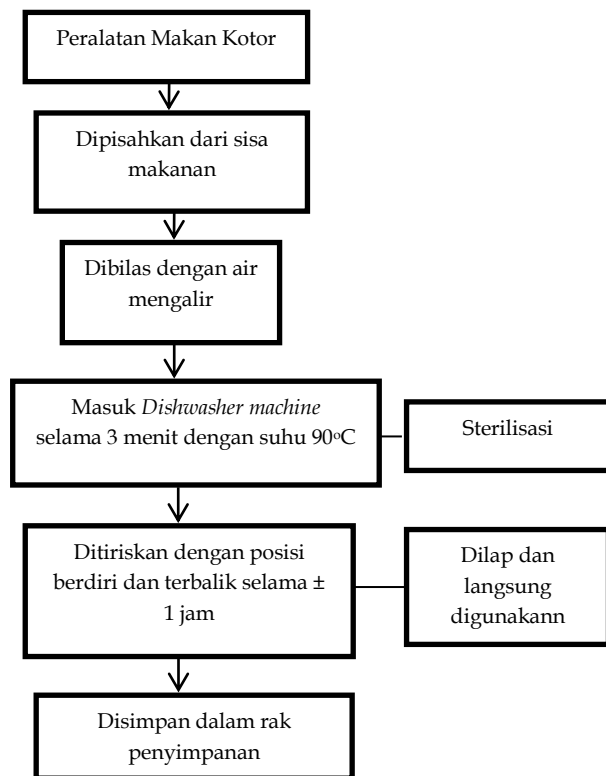 Peralatan Makan Kotor
Dipisahkan dari sisa
makanan
Dibilas dengan air
mengalir
Masuk Dishwasher machine
selama 3 menit dengan suhu 90°C
Sterilisasi
Ditiriskan dengan posisi
berdiri dan terbalik selama ±
1 jam
Dilap dan
langsung
digunakann
Disimpan dalam rak
penyimpanan